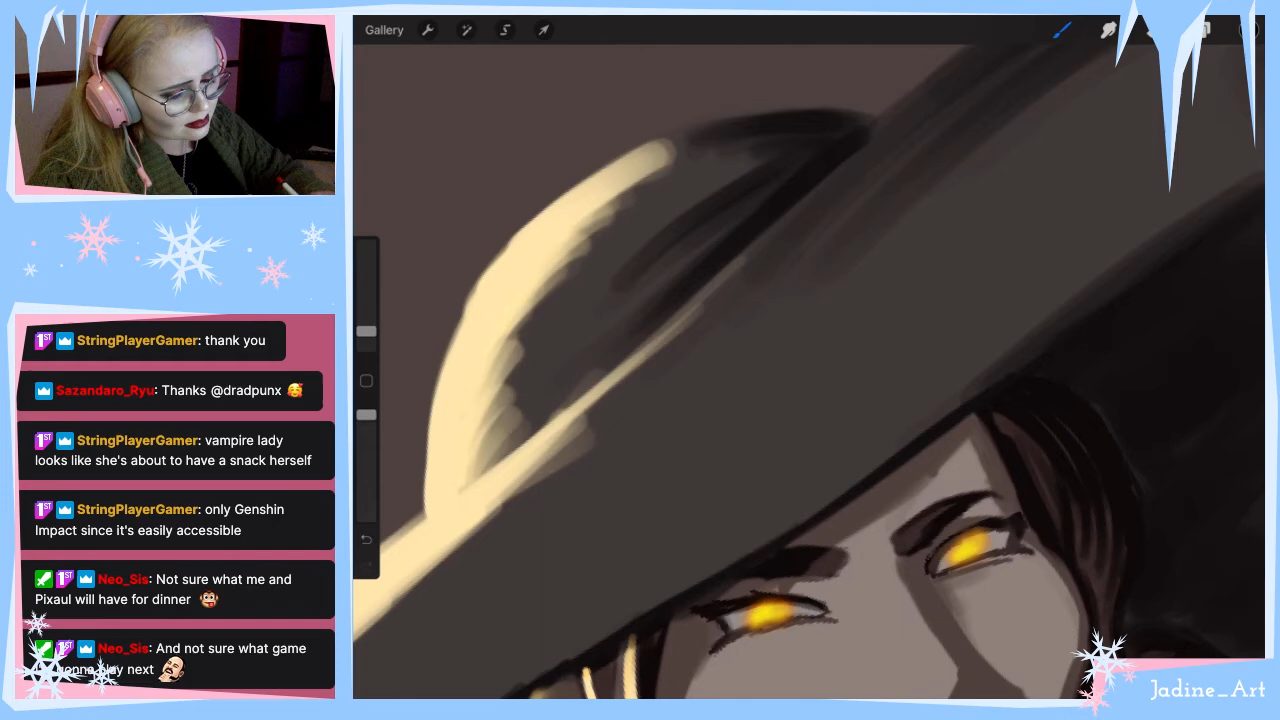 Gallery
StringPlayerGamer: thank you
Sazandaro_Ryu: Thanks @dradpunx
StringPlayerGamer: vampire lady
looks like she's about to have a snack herself
StringPlayerGamer: only Genshin
Impact since it's easily accessible
Neo_Sis: Not sure what me and
Pixaul will have for dinner
Neo_Sis: And not sure what game
gonna play next
Jadine_Art